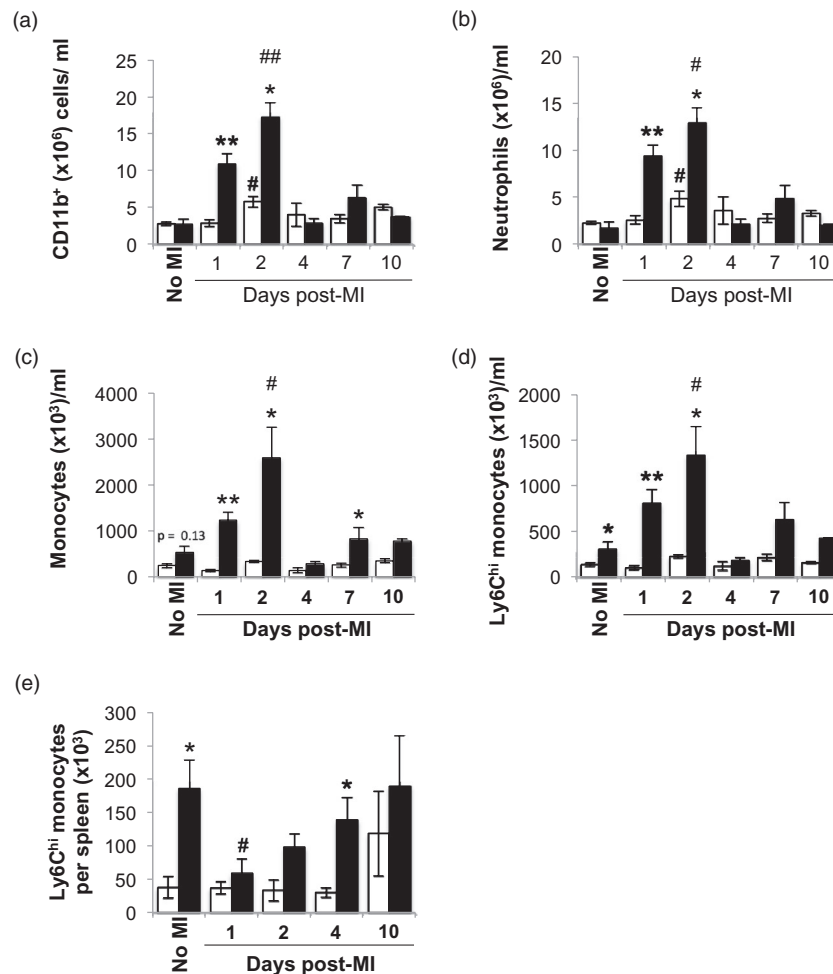 (a)
CD11b+ (x10⁶) cells/ ml
25
20
15
10
5
0
**
#
##
*
No MI
1 2 4 7 10
Days post-MI
(b)
Neutrophils (x10⁶)/ml
20
15
10
5
0
**
#
#
*
No MI
1 2 4 7 10
Days post-MI
(c)
Monocytes (x10³)/ml
4000
3000
2000
1000
0
p = 0.13
**
#
*
*
No MI
1 2 4 7 10
Days post-MI
(d)
Ly6Cʰⁱ monocytes (x10³)/ml
2000
1500
1000
500
0
*
**
#
*
No MI
1 2 4 7 10
Days post-MI
(e)
Ly6Cʰⁱ monocytes
per spleen (x10³)
300
250
200
150
100
50
0
*
#
*
No MI
1 2 4 10
Days post-MI